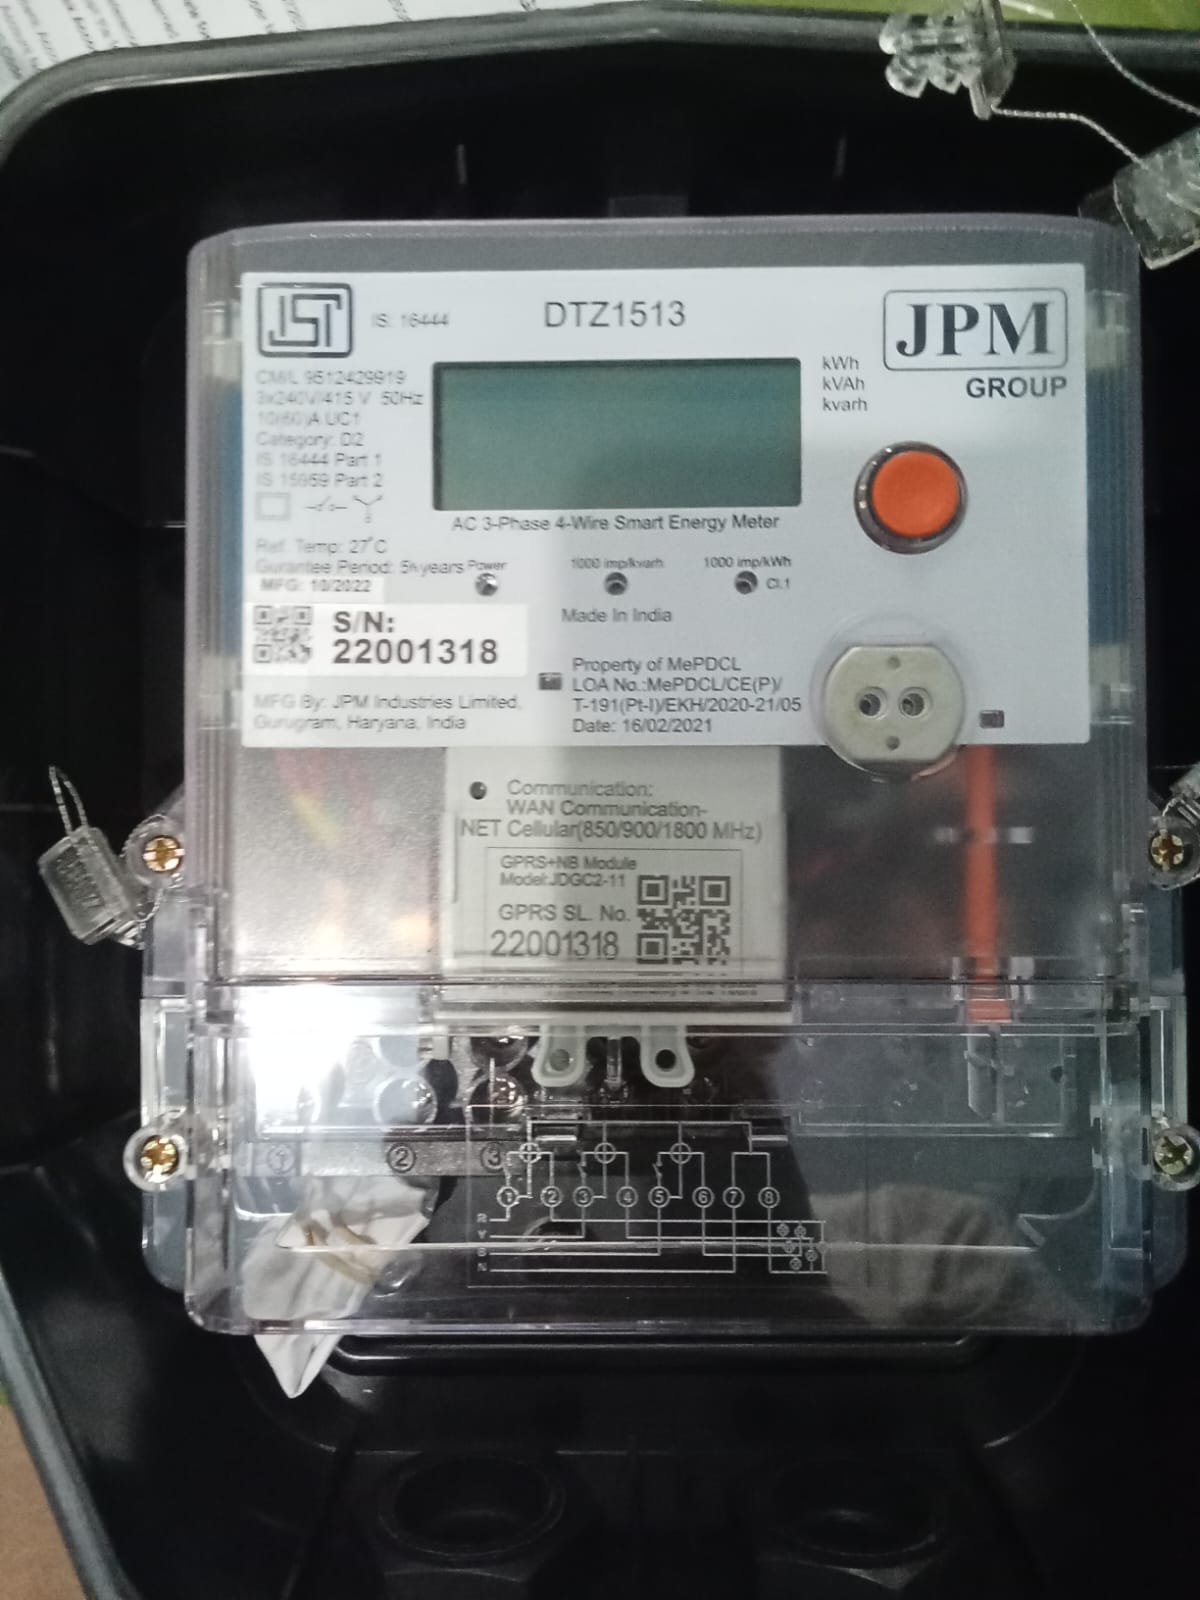 IS: 16444
DTZ1513
JPM
GROUP
CM/L 9512429919
3x240V/415 V 50Hz
10(60)A UC1
Category: D2
IS 16444 Part 1
IS 15959 Part 2
kWh
kVAh
kvarh
AC 3-Phase 4-Wire Smart Energy Meter
Ref. Temp: 27°C
Gurantee Period: 5½ years
MFG: 10/2022
Power
1000 imp/kvarh
1000 imp/kWh
Cl.1
Made In India
S/N:
22001318
MFG By: JPM Industries Limited,
Gurugram, Haryana, India
Property of MePDCL
LOA No.:MePDCL/CE(P)/
T-191(Pt-I)/EKH/2020-21/05
Date: 16/02/2021
Communication:
WAN Communication-
NET Cellular(850/900/1800 MHz)
GPRS+NB Module
Model:JDGC2-11
GPRS SL. No.
22001318
1 2 3
1 2 3 4 5 6 7 8
R
Y
B
N